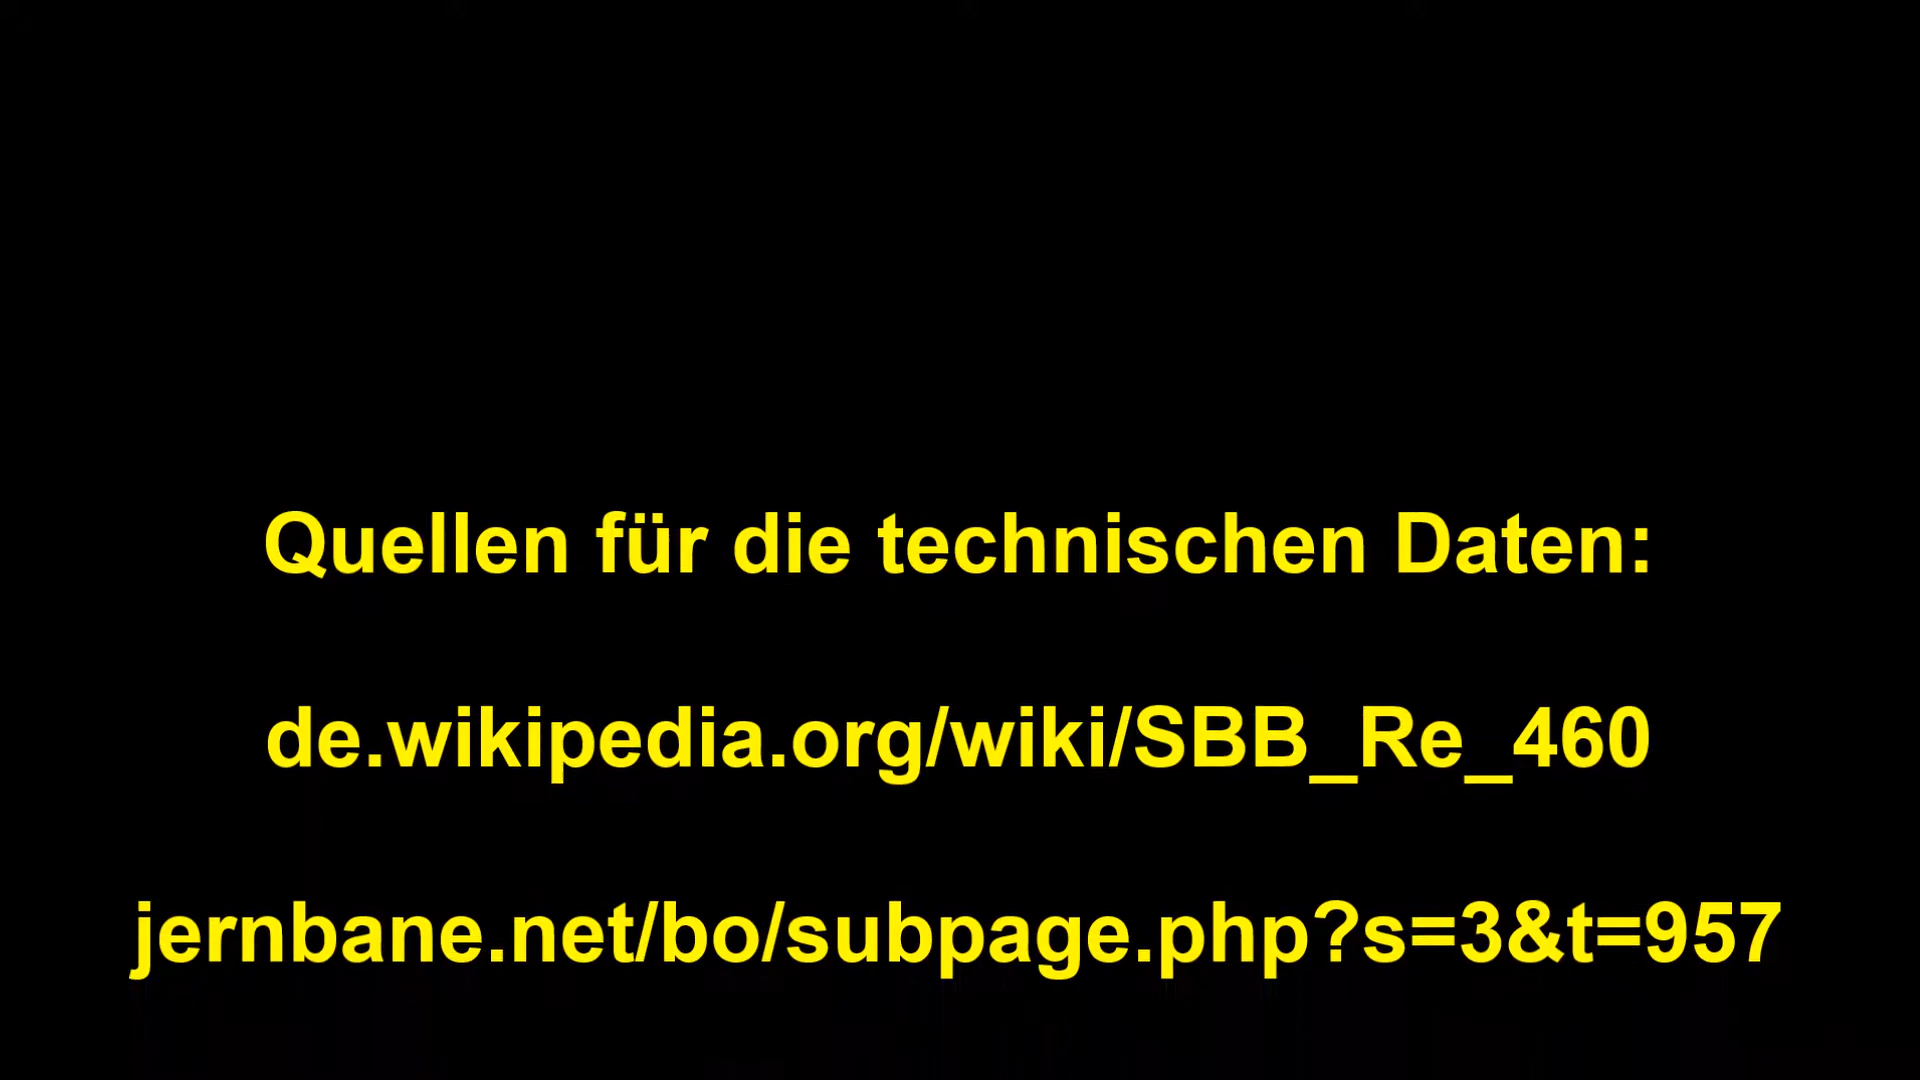 Quellen für die technischen Daten:
de.wikipedia.org/wiki/SBB_Re_460
jernbane.net/bo/subpage.php?s=3&t=957